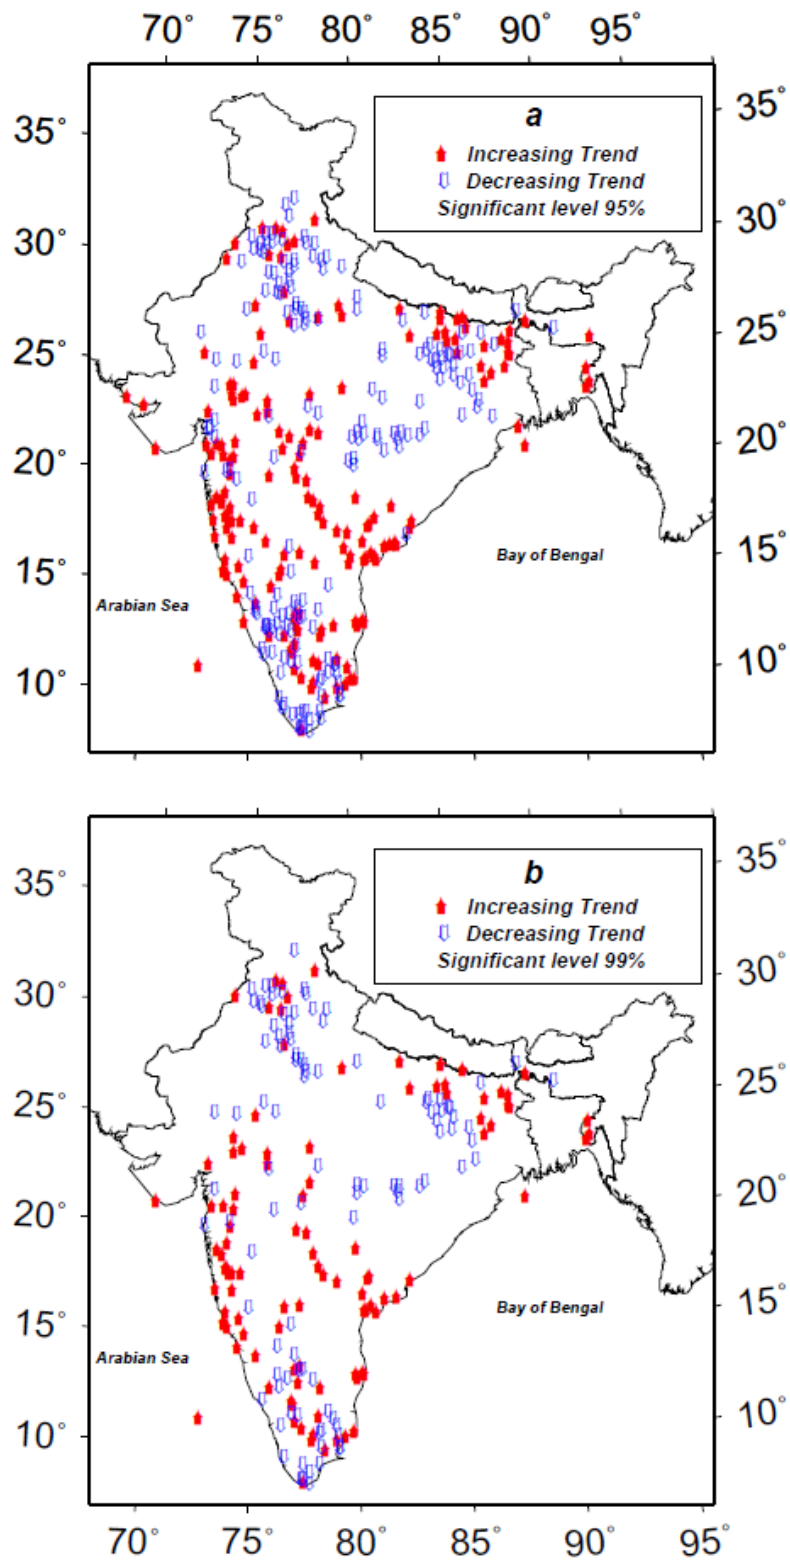 70° 75° 80° 85° 90° 95°
a
Increasing Trend
Decreasing Trend
Significant level 95%
35° 35°
30° 30°
25° 25°
20° 20°
15° 15°
10° 10°
Bay of Bengal
Arabian Sea
b
Increasing Trend
Decreasing Trend
Significant level 99%
35° 35°
30° 30°
25° 25°
20° 20°
15° 15°
10° 10°
Bay of Bengal
Arabian Sea
70° 75° 80° 85° 90° 95°